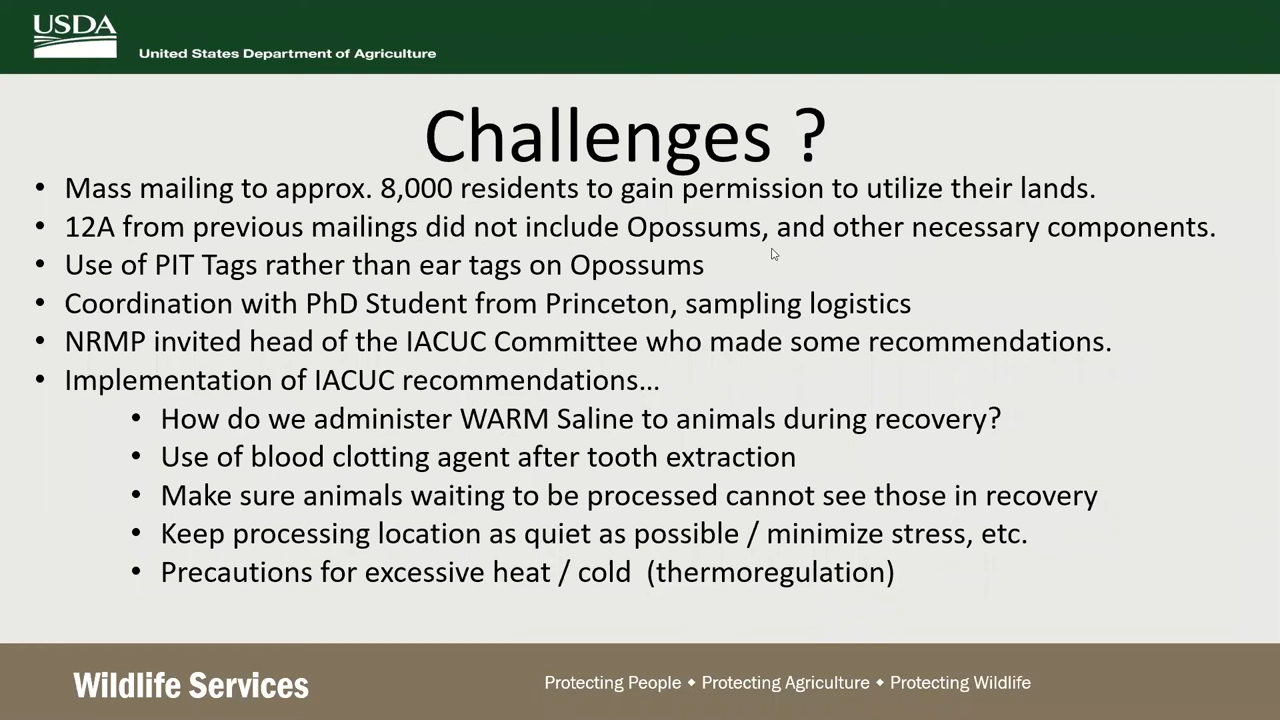 USDA
United States Department of Agriculture
Challenges ?
• Mass mailing to approx. 8,000 residents to gain permission to utilize their lands.
• 12A from previous mailings did not include Opossums, and other necessary components.
• Use of PIT Tags rather than ear tags on Opossums
• Coordination with PhD Student from Princeton, sampling logistics
• NRMP invited head of the IACUC Committee who made some recommendations.
• Implementation of IACUC recommendations…
• How do we administer WARM Saline to animals during recovery?
• Use of blood clotting agent after tooth extraction
• Make sure animals waiting to be processed cannot see those in recovery
• Keep processing location as quiet as possible / minimize stress, etc.
• Precautions for excessive heat / cold (thermoregulation)
Wildlife Services
Protecting People ◆ Protecting Agriculture ◆ Protecting Wildlife